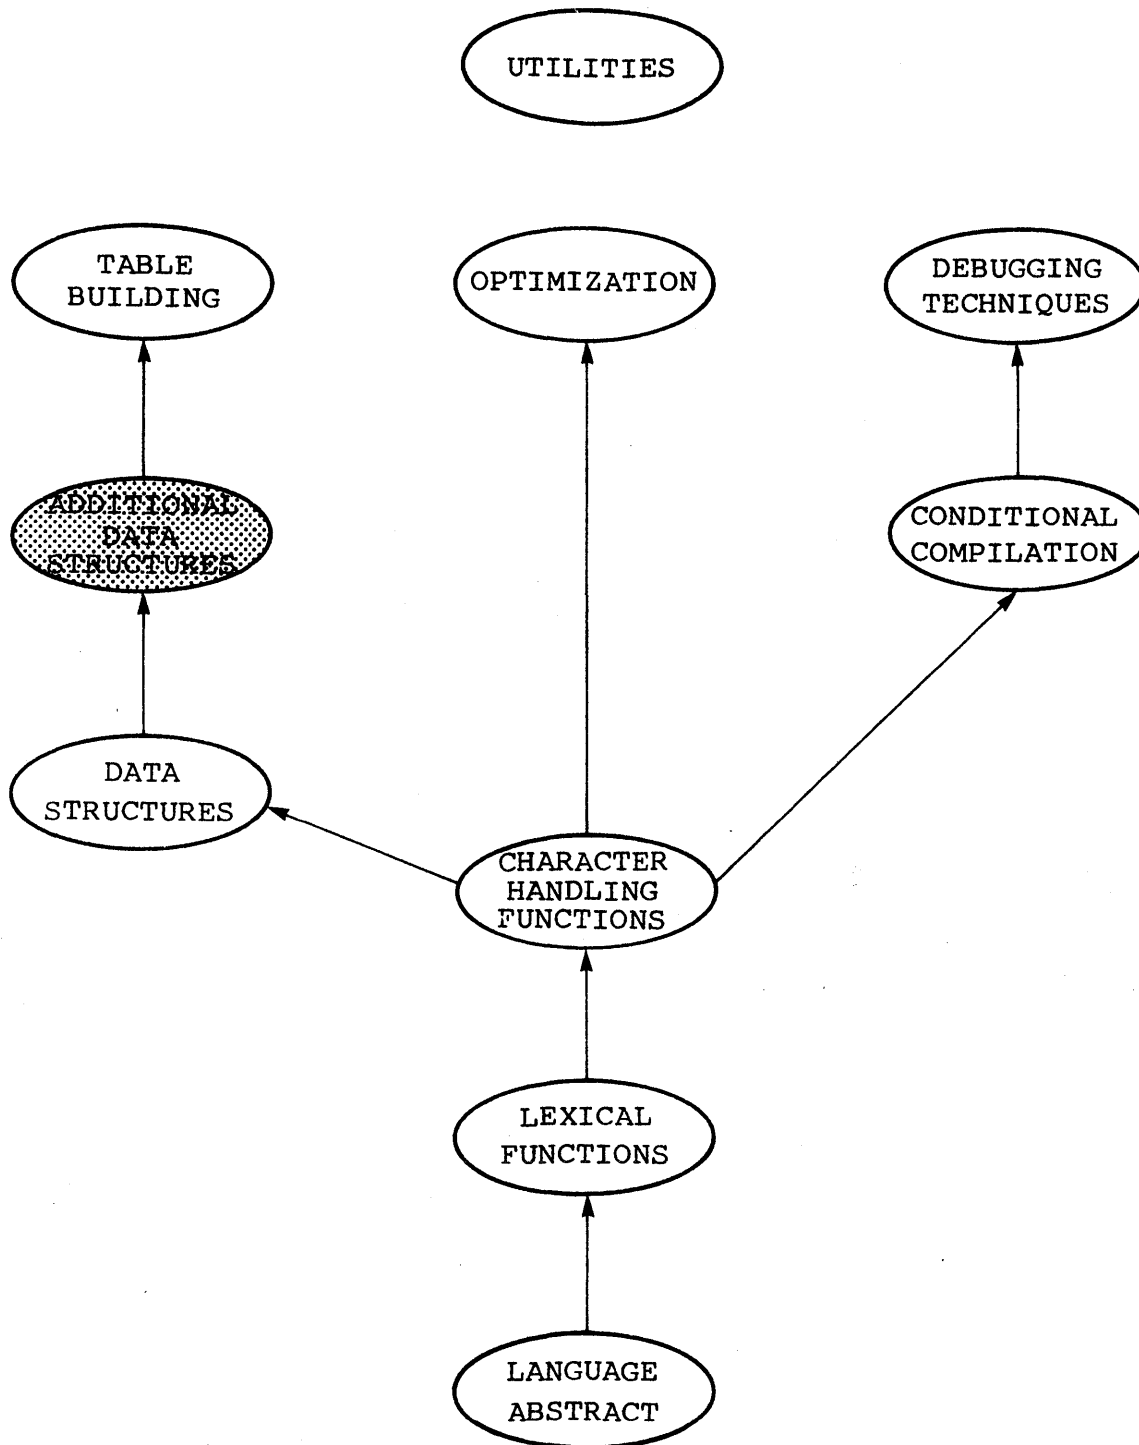 UTILITIES
TABLE
BUILDING
OPTIMIZATION
DEBUGGING
TECHNIQUES
ADDITIONAL
DATA
STRUCTURES
CONDITIONAL
COMPILATION
DATA
STRUCTURES
CHARACTER
HANDLING
FUNCTIONS
LEXICAL
FUNCTIONS
LANGUAGE
ABSTRACT